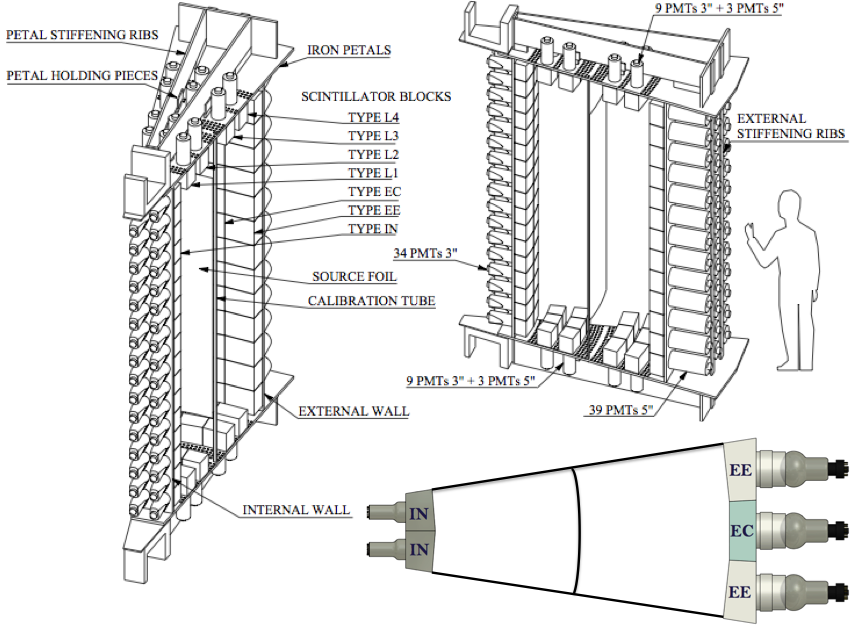 PETAL STIFFENING RIBS
PETAL HOLDING PIECES
IRON PETALS
SCINTILLATOR BLOCKS
TYPE L4
TYPE L3
TYPE L2
TYPE L1
TYPE EC
TYPE EE
TYPE IN
SOURCE FOIL
CALIBRATION TUBE
EXTERNAL WALL
INTERNAL WALL
9 PMTs 3" + 3 PMTs 5"
EXTERNAL
STIFFENING RIBS
34 PMTs 3"
9 PMTs 3" + 3 PMTs 5"
39 PMTs 5"
IN
IN
EE
EC
EE